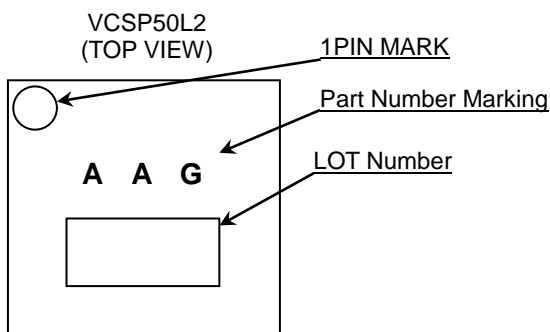 VCSP50L2
(TOP VIEW)
1PIN MARK
Part Number Marking
A A G
LOT Number